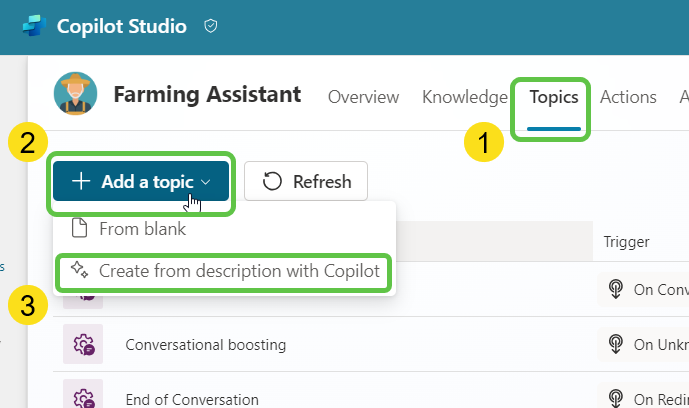 Copilot Studio
Farming Assistant Overview Knowledge Topics Actions A
2 1
Add a topic Refresh
From blank
Trigger
Create from description with Copilot
s
3
On Conv
Conversational boosting On Unkn
End of Conversation On Redir